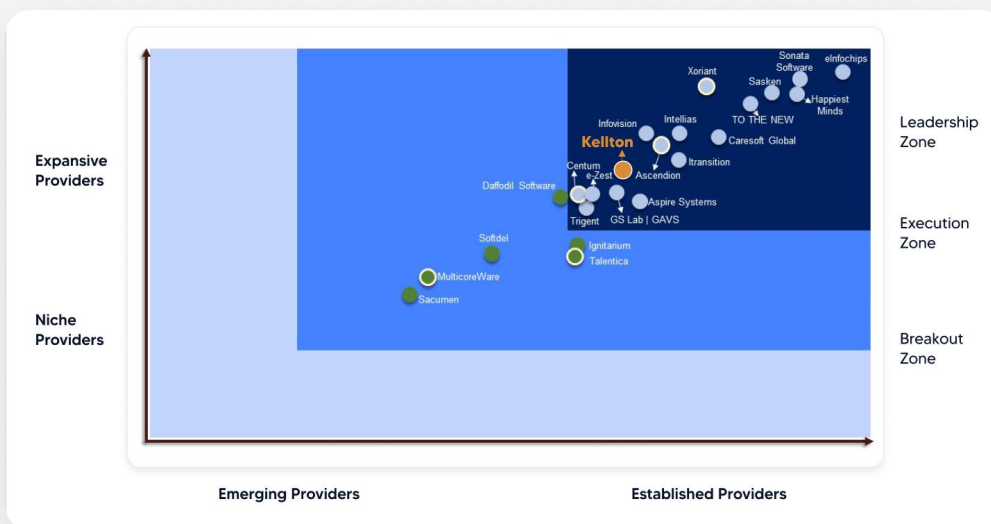 Sonata
Software
eInfochips
Xoriant
Sasken
Happiest
Minds
TO THE NEW
Infovision
Intellias
Leadership
Zone
Kellton
Caresoft Global
Expansive
Providers
Itransition
Centum
e-Zest
Ascendion
Daffodil Software
Aspire Systems
Trigent
GS Lab | GAVS
Execution
Zone
Softdel
Ignitarium
Talentica
MulticoreWare
Sacumen
Niche
Providers
Breakout
Zone
Emerging Providers
Established Providers